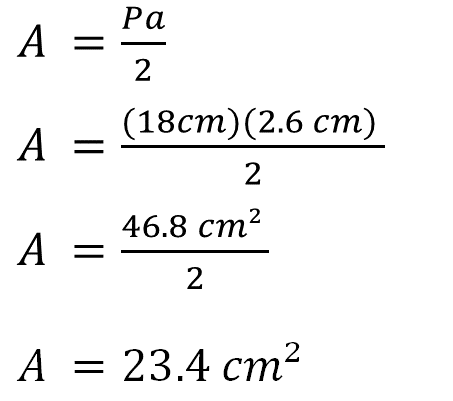 A = Pa/2
A = (18cm)(2.6 cm)/2
A = 46.8 cm²/2
A = 23.4 cm²